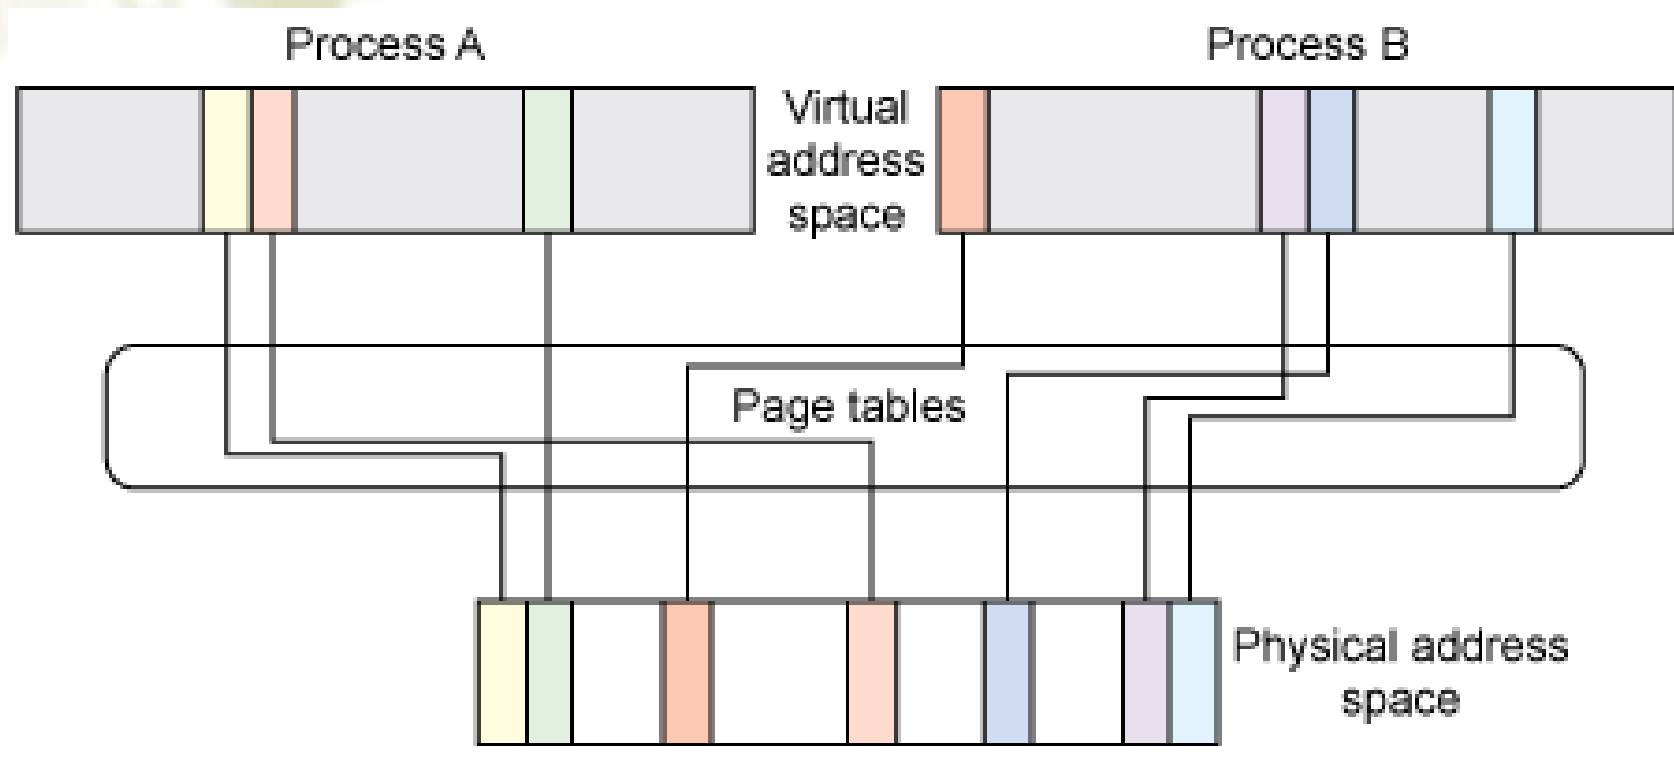 Process A
Process B
Virtual
address
space
Page tables
Physical address
space